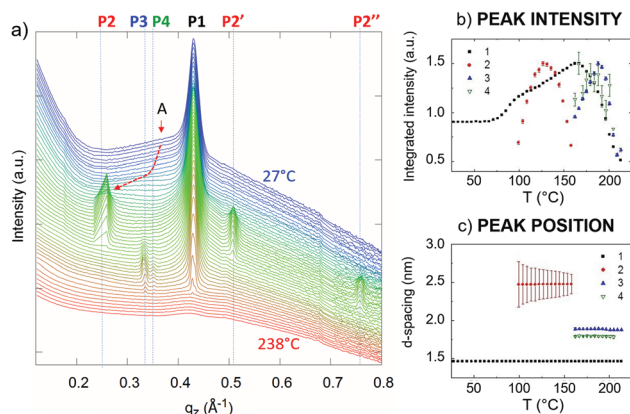 a)
P2 P3 P4 P1 P2' P2''
A
27°C
238°C
Intensity (a.u.)
0.2 0.3 0.4 0.5 0.6 0.7 0.8
qz (Å-1)
b) PEAK INTENSITY
Integrated intensity (a.u.)
2.0
1.5
1.0
0.5
1
2
3
4
50 100 150 200
T (°C)
c) PEAK POSITION
d-spacing (nm)
3.0
2.5
2.0
1.5
1
2
3
4
50 100 150 200
T (°C)